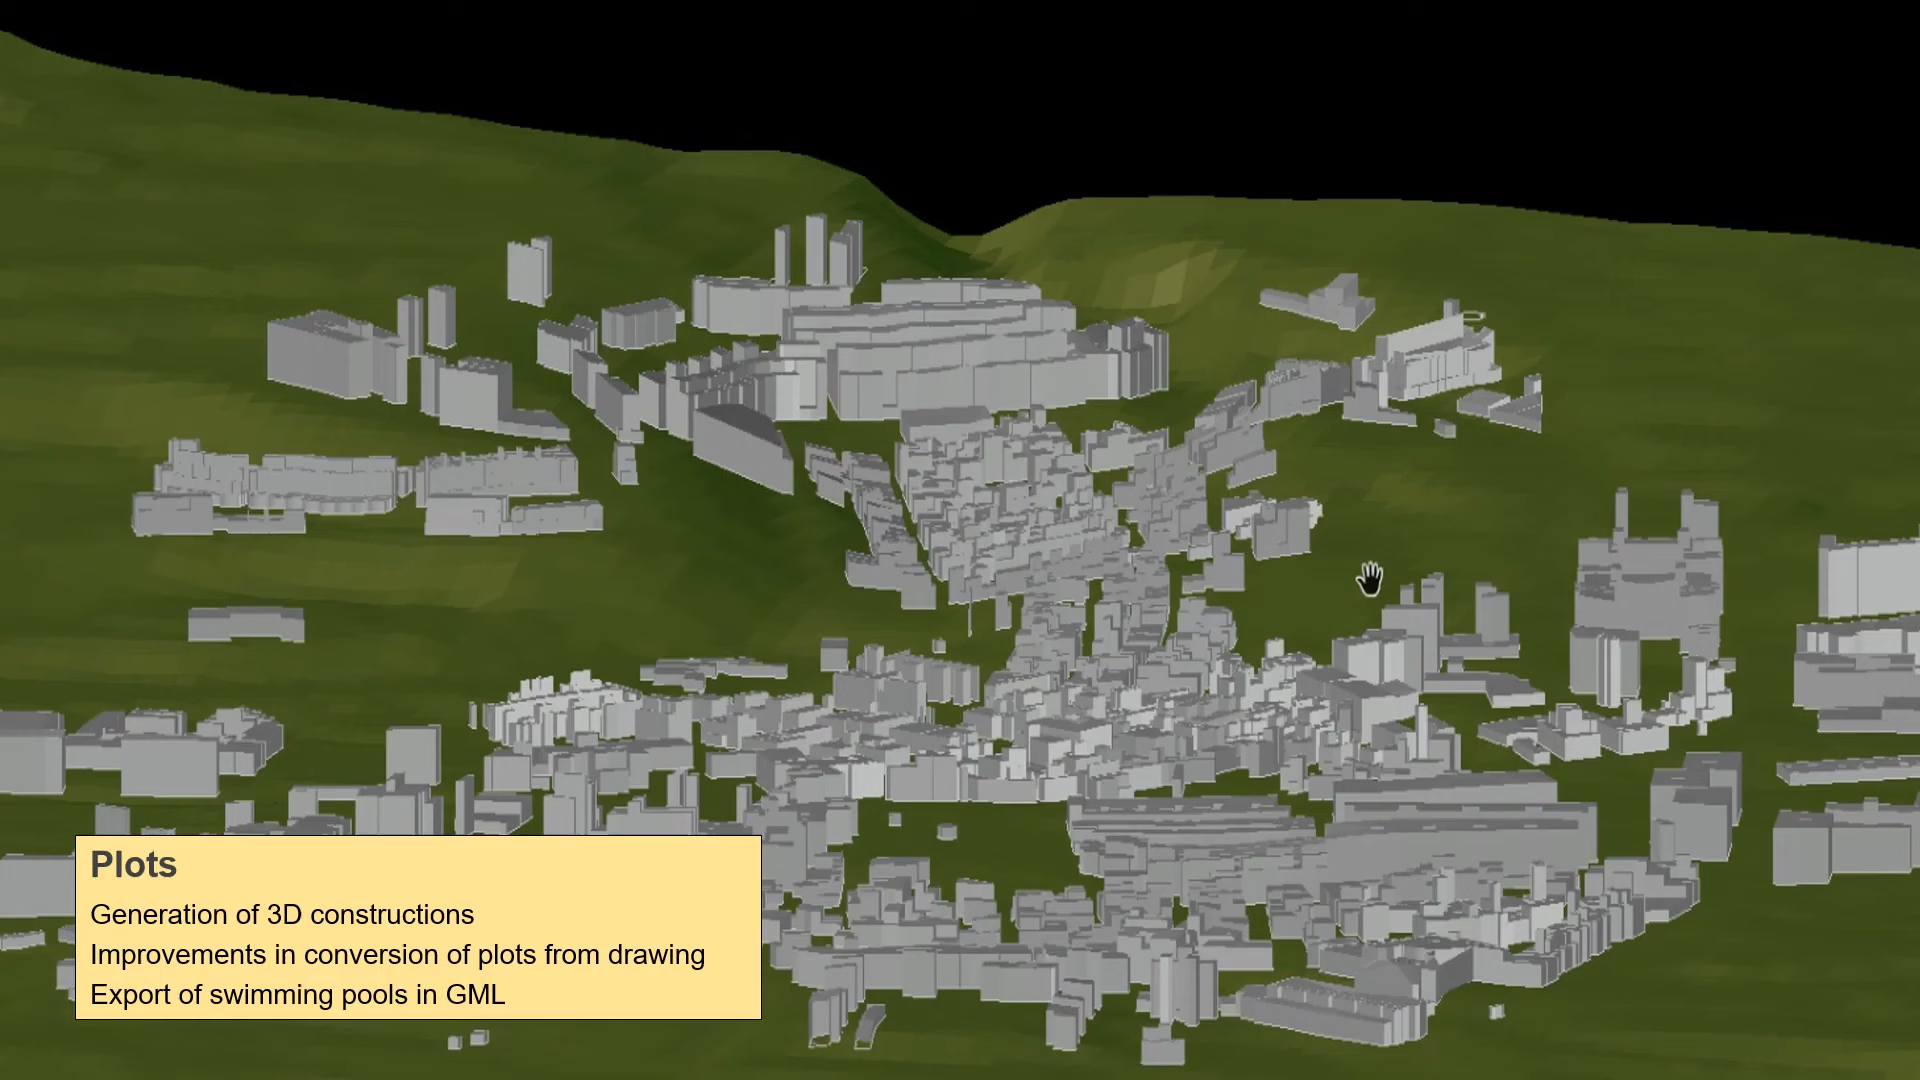 Plots
Generation of 3D constructions
Improvements in conversion of plots from drawing
Export of swimming pools in GML